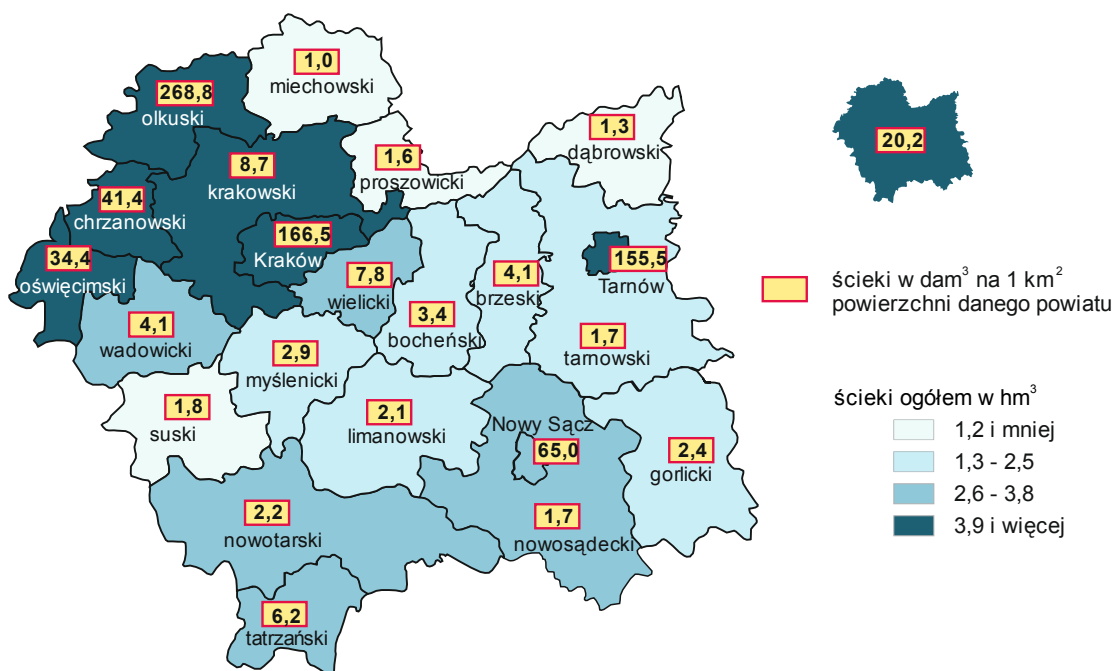 1,0
miechowski
268,8
olkuski
1,3
dąbrowski
20,2
1,6
proszowicki
8,7
krakowski
41,4
chrzanowski
166,5
Kraków
34,4
oświęcimski
7,8
wielicki
4,1
brzeski
155,5
Tarnów
ścieki w dam³ na 1 km²
powierzchni danego powiatu
4,1
wadowicki
3,4
bocheński
1,7
tarnowski
2,9
myślenicki
1,8
suski
2,1
limanowski
Nowy Sącz
65,0
2,4
gorlicki
ścieki ogółem w hm³
1,2 i mniej
1,3 - 2,5
2,6 - 3,8
3,9 i więcej
2,2
nowotarski
1,7
nowosądecki
6,2
tatrzański